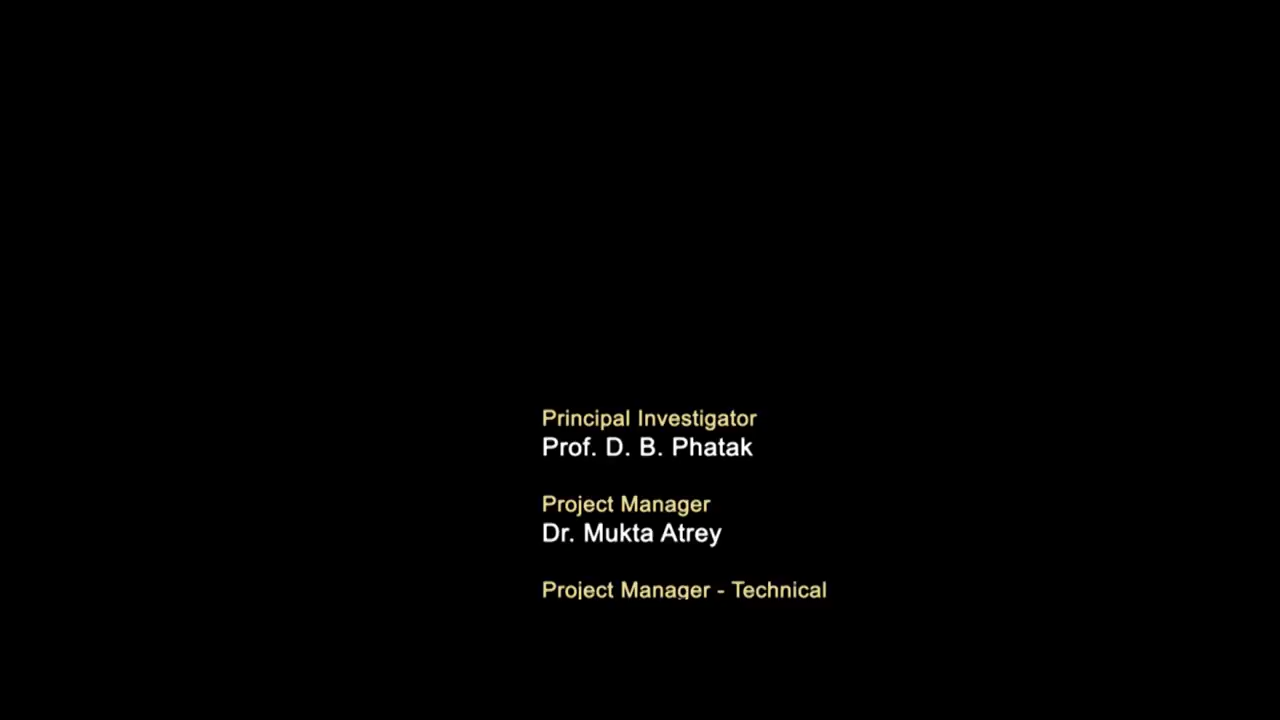 Principal Investigator
Prof. D. B. Phatak
Project Manager
Dr. Mukta Atrey
Project Manager - Technical